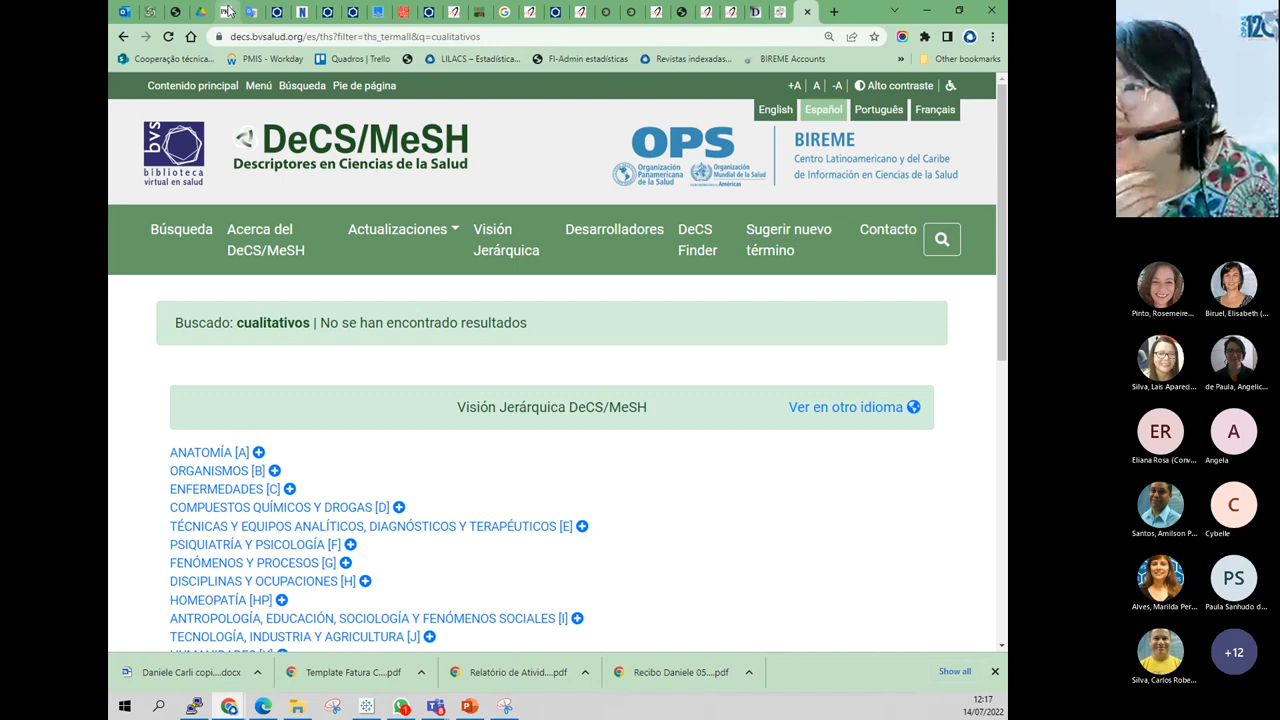 decs.bvsalud.org/es/ths?filter=ths_termall&q=cualitativos
Cooperação técnica...
PMIS - Workday
Quadros | Trello
LILACS – Estadística...
FI-Admin estadísticas
Revistas indexadas...
BIREME Accounts
»
Other bookmarks
Contenido principal Menú Búsqueda Pie de página
+A A -A Alto contraste
English Español Português Français
bvs
biblioteca
virtual en salud
DeCS/MeSH
Descriptores en Ciencias de la Salud
OPS
Organización
Panamericana
de la Salud
Organización
Mundial de la Salud
BIREME
Centro Latinoamericano y del Caribe
de Información en Ciencias de la Salud
Búsqueda
Acerca del
DeCS/MeSH
Actualizaciones
Visión
Jerárquica
Desarrolladores
DeCS
Finder
Sugerir nuevo
término
Contacto
Buscado: cualitativos | No se han encontrado resultados
Visión Jerárquica DeCS/MeSH
Ver en otro idioma
ANATOMÍA [A]
ORGANISMOS [B]
ENFERMEDADES [C]
COMPUESTOS QUÍMICOS Y DROGAS [D]
TÉCNICAS Y EQUIPOS ANALÍTICOS, DIAGNÓSTICOS Y TERAPÉUTICOS [E]
PSIQUIATRÍA Y PSICOLOGÍA [F]
FENÓMENOS Y PROCESOS [G]
DISCIPLINAS Y OCUPACIONES [H]
HOMEOPATÍA [HP]
ANTROPOLOGÍA, EDUCACIÓN, SOCIOLOGÍA Y FENÓMENOS SOCIALES [I]
TECNOLOGÍA, INDUSTRIA Y AGRICULTURA [J]
Daniele Carli copi....docx
Template Fatura C....pdf
Relatório de Ativid....pdf
Recibo Daniele 05....pdf
Show all
12:17
14/07/2022
Pinto, Rosemeire...
Biruel, Elisabeth (...
Silva, Lais Apared...
de Paula, Angelic...
ER
A
Eliana Rosa (Conv...
Angela
C
Santos, Amilson P...
Cybelle
PS
Alves, Marilda Per...
Paula Sanhudo d...
+12
Silva, Carlos Robe...